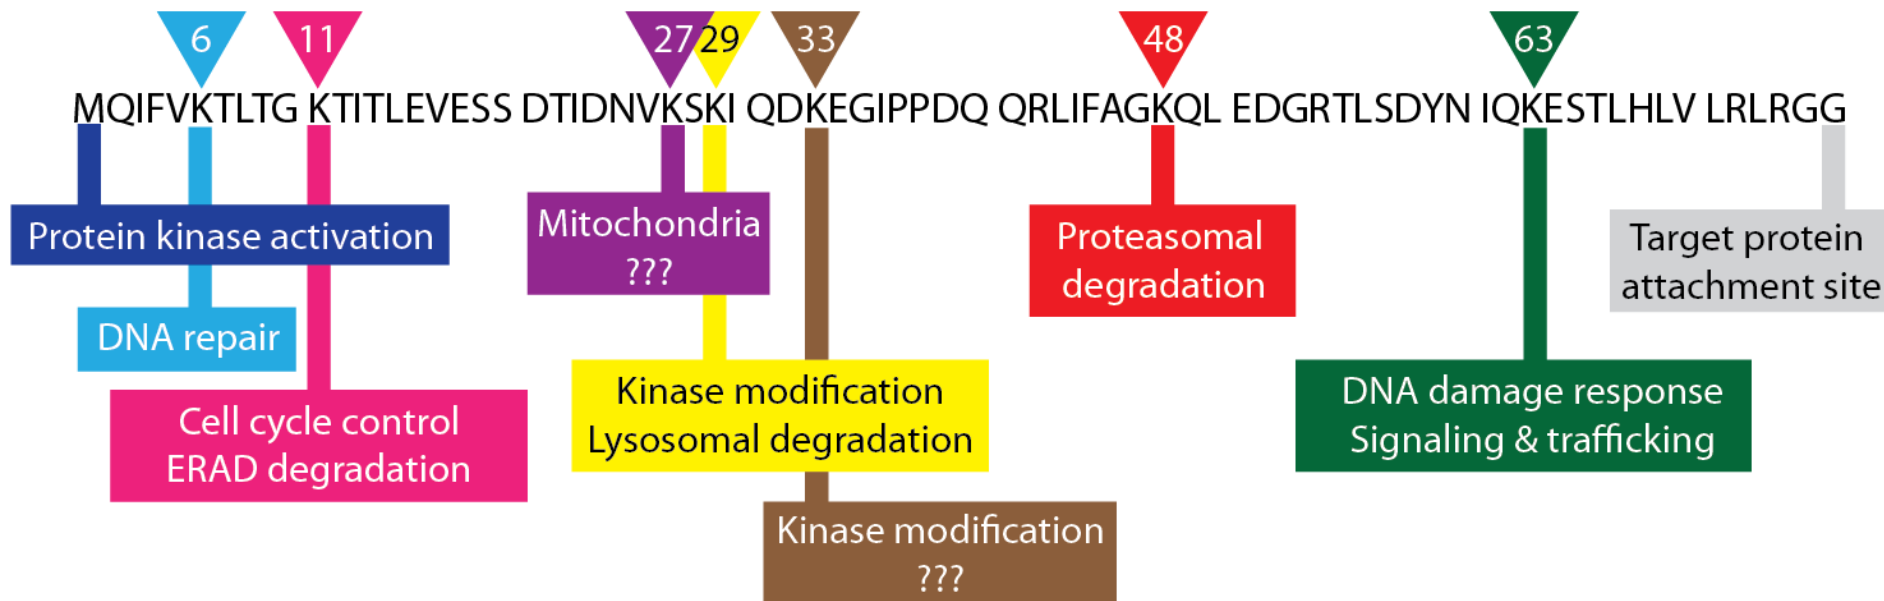 6 11 27 29 33 48 63
MQIFVKTLTG KTITLEVESS DTIDNVKSKI QDKEGIPPDQ QRLIFAGKQL EDGRTLSDYN IQKESTLHLV LRLRGG
Protein kinase activation
DNA repair
Cell cycle control
ERAD degradation
Mitochondria
???
Kinase modification
Lysosomal degradation
Kinase modification
???
Proteasomal
degradation
DNA damage response
Signaling & trafficking
Target protein
attachment site